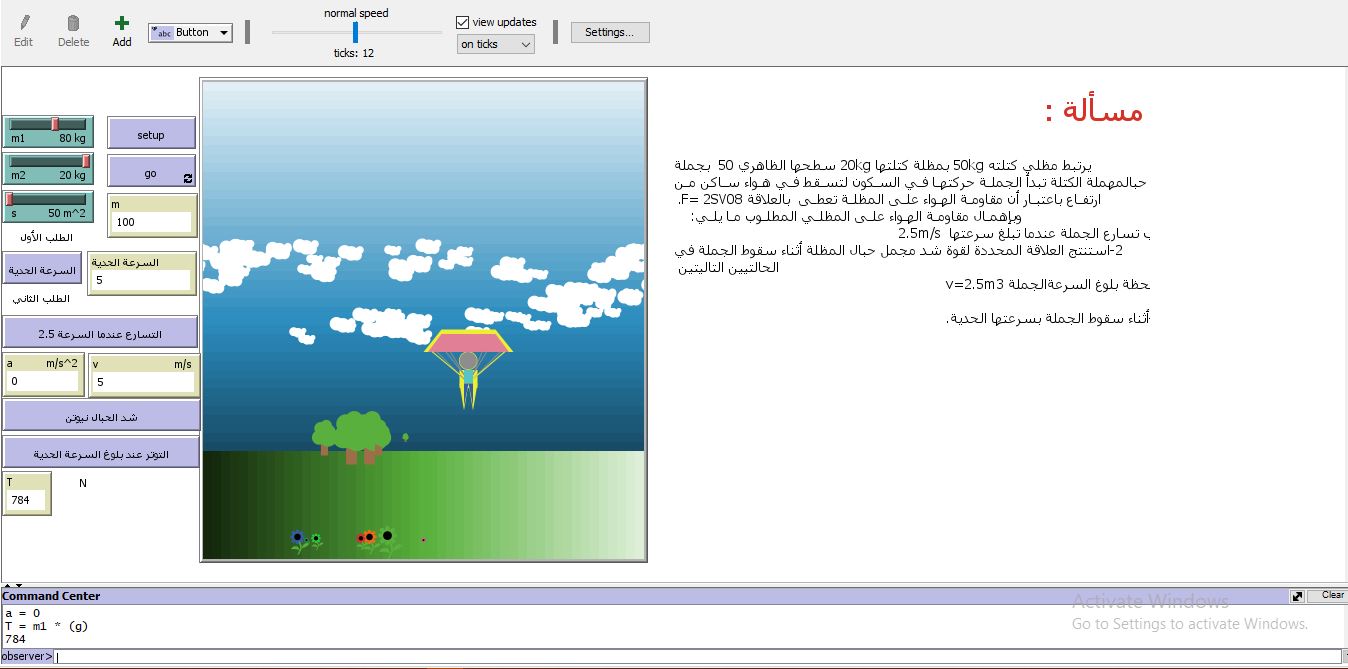 normal speed
view updates
Edit
Delete
Add
abc Button
on ticks
Settings...
ticks: 12
m1 80 kg
setup
m2 20 kg
go
s 50 m^2
m
100
الطلب الأول
السرعة الحدية
السرعة الحدية
5
الطلب الثاني
التسارع عندما السرعة 2.5
a m/s^2
0
v m/s
5
شد الحبال نيوتن
التوتر عند بلوغ السرعة الحدية
T
784
N
مسألة :
يرتبط مظلي كتلته 50kg بمظلة كتلتها 20kg سطحها الظاهري 50 بجملة
حبالمهملة الكتلة تبدأ الجملة حركتها في السكون لتسقط في هواء ساكن من
ارتفاع باعتبار أن مقاومة الهواء على المظلة تعطى بالعلاقة F= 2SV08.
وبإهمال مقاومة الهواء على المظلي المطلوب ما يلي:
ب تسارع الجملة عندما تبلغ سرعتها 2.5m/s
2-استنتج العلاقة المحددة لقوة شد مجمل حبال المظلة أثناء سقوط الجملة في
الحالتيين التاليتين
حظة بلوغ السرعةالجملة v=2.5m3
أثناء سقوط الجملة بسرعتها الحدية.
Command Center
Clear
a = 0
T = m1 * (g)
784
observer>
Activate Windows
Go to Settings to activate Windows.